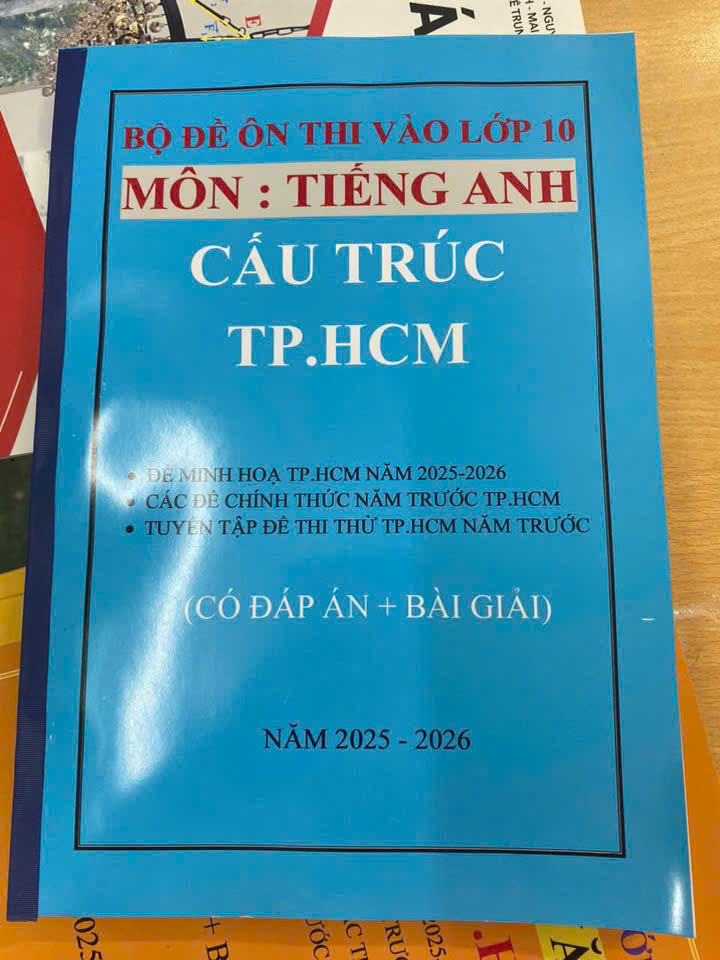 BỘ ĐỀ ÔN THI VÀO LỚP 10
MÔN : TIẾNG ANH
CẤU TRÚC
TP.HCM
• ĐỀ MINH HOẠ TP.HCM NĂM 2025-2026
• CÁC ĐỀ CHÍNH THỨC NĂM TRƯỚC TP.HCM
• TUYỂN TẬP ĐỀ THI THỬ TP.HCM NĂM TRƯỚC
(CÓ ĐÁP ÁN + BÀI GIẢI)
NĂM 2025 - 2026